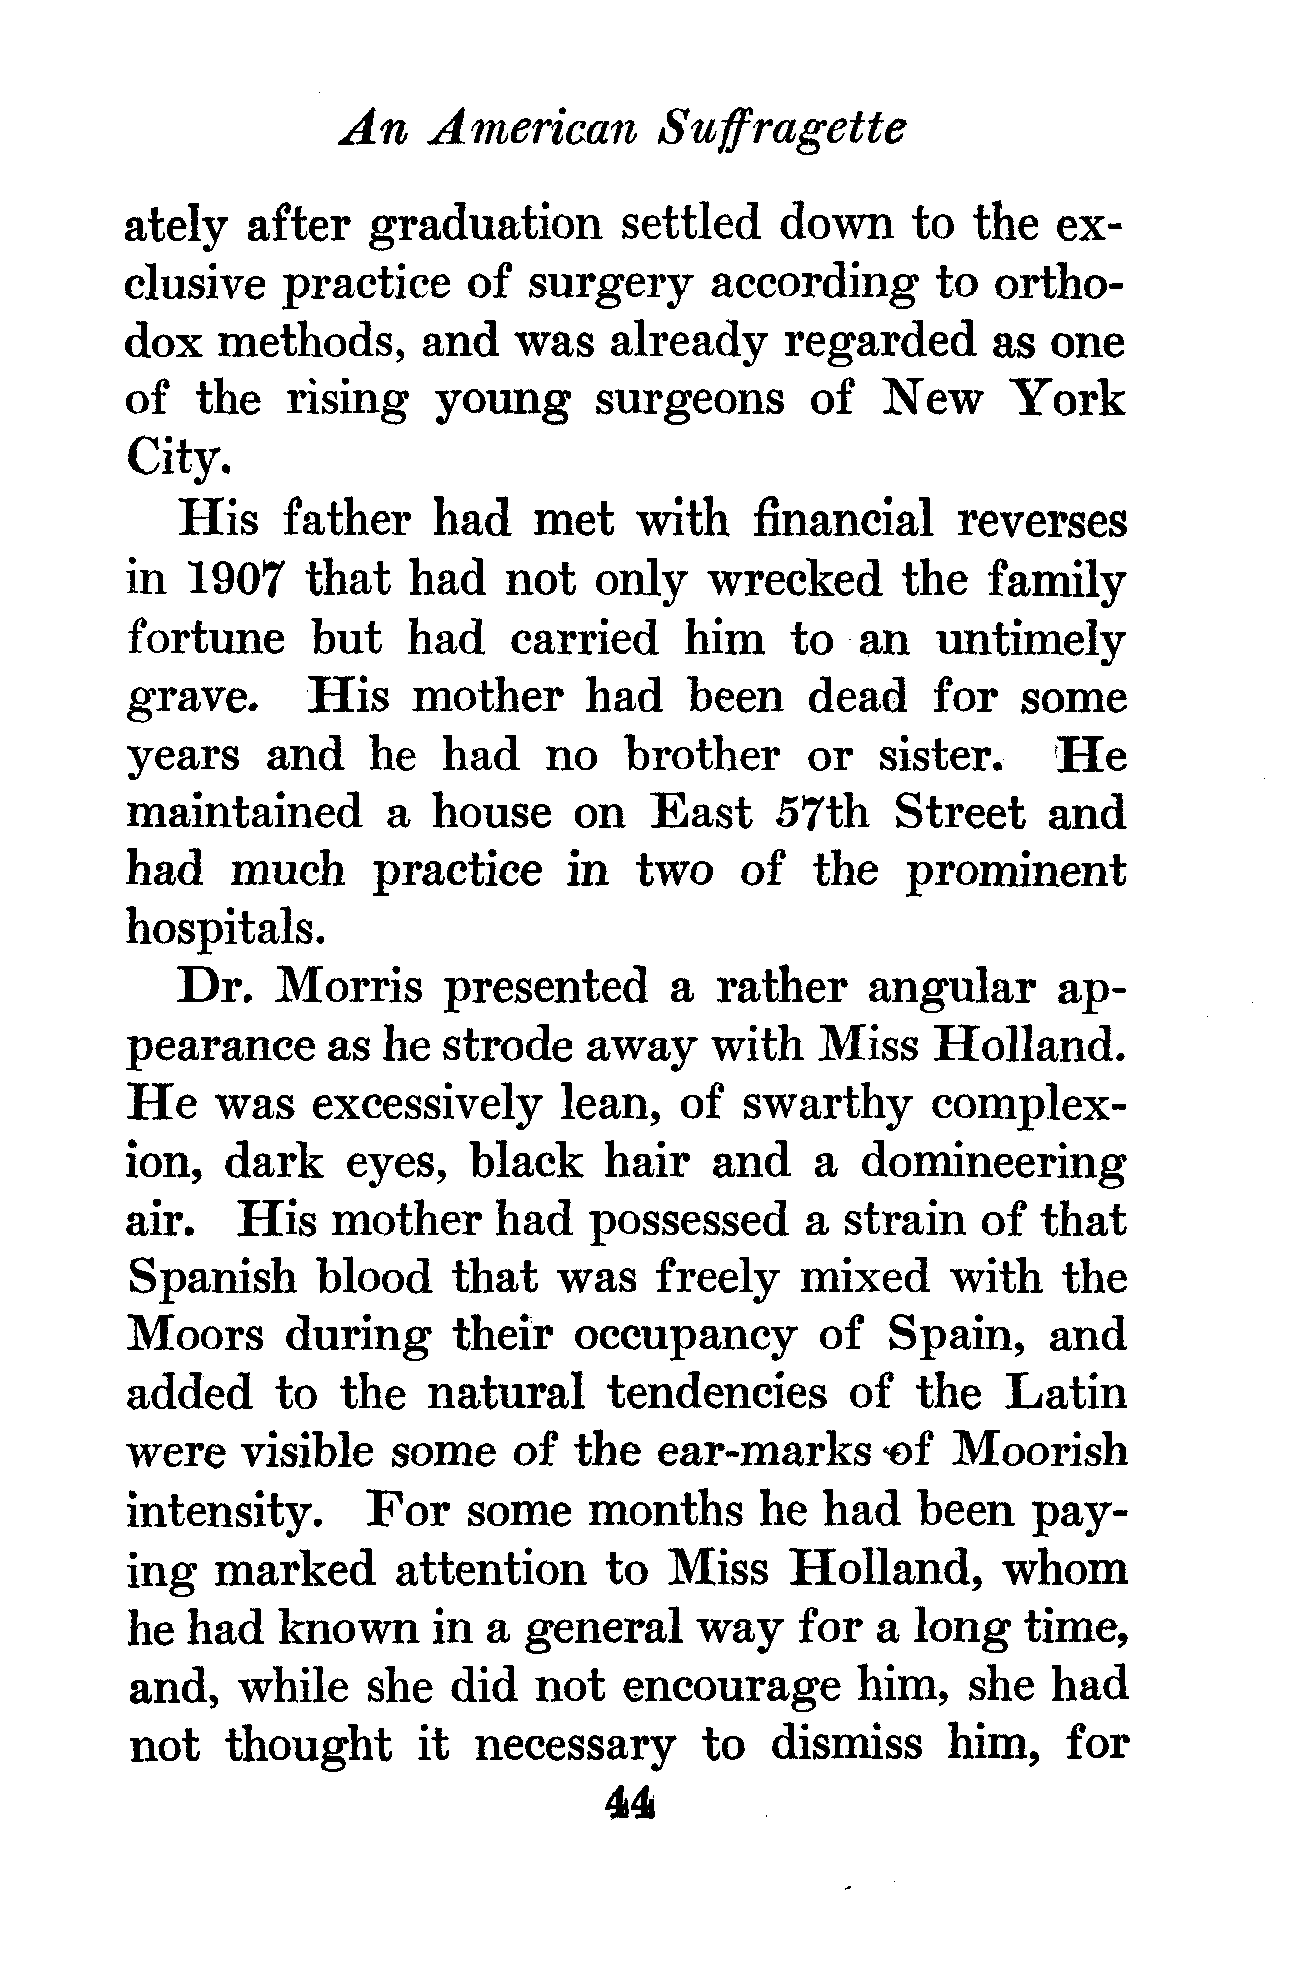 An American Suffragette
ately after graduation settled down to the ex-
clusive practice of surgery according to ortho-
dox methods, and was already regarded as one
of the rising young surgeons of New York
City.
His father had met with financial reverses
in 1907 that had not only wrecked the family
fortune but had carried him to an untimely
grave. His mother had been dead for some
years and he had no brother or sister. He
maintained a house on East 57th Street and
had much practice in two of the prominent
hospitals.
Dr. Morris presented a rather angular ap-
pearance as he strode away with Miss Holland.
He was excessively lean, of swarthy complex-
ion, dark eyes, black hair and a domineering
air. His mother had possessed a strain of that
Spanish blood that was freely mixed with the
Moors during their occupancy of Spain, and
added to the natural tendencies of the Latin
were visible some of the ear-marks of Moorish
intensity. For some months he had been pay-
ing marked attention to Miss Holland, whom
he had known in a general way for a long time,
and, while she did not encourage him, she had
not thought it necessary to dismiss him, for
44